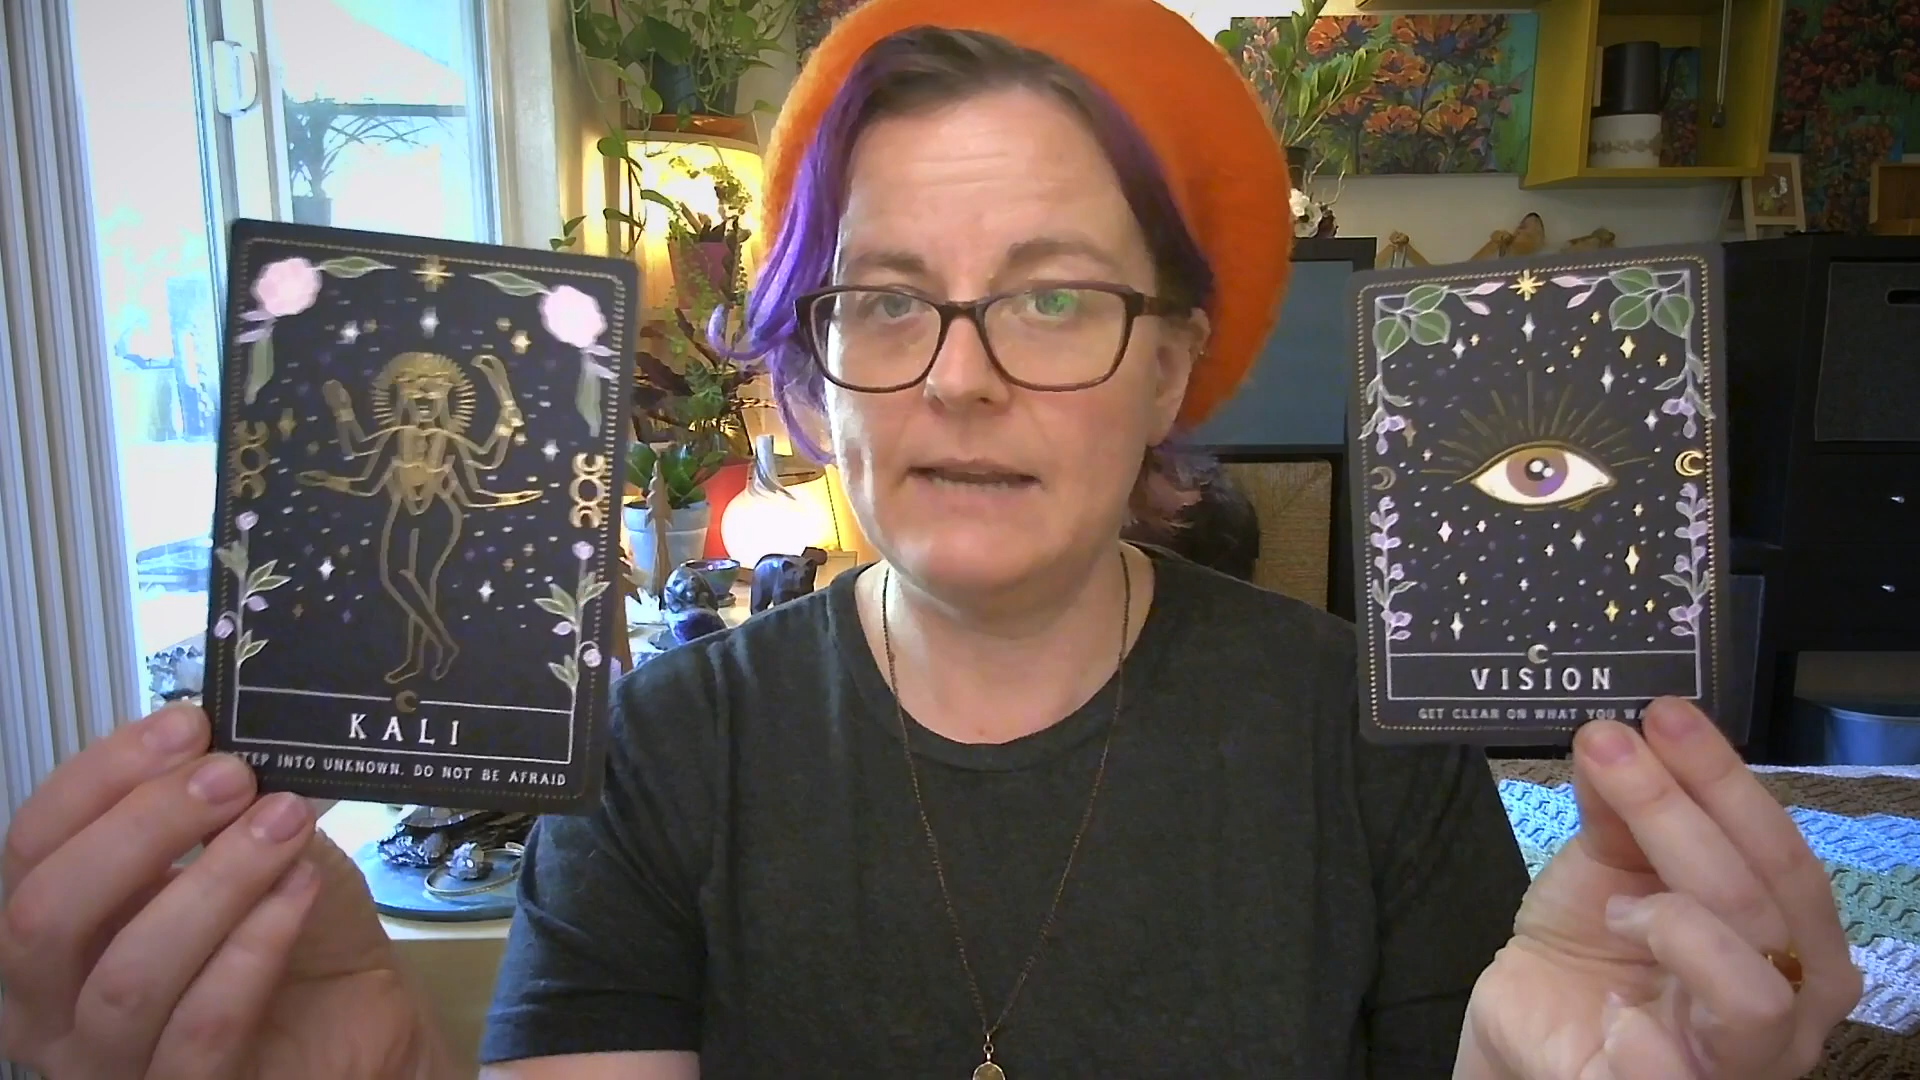 KALI
STEP INTO UNKNOWN. DO NOT BE AFRAID
VISION
GET CLEAR ON WHAT YOU